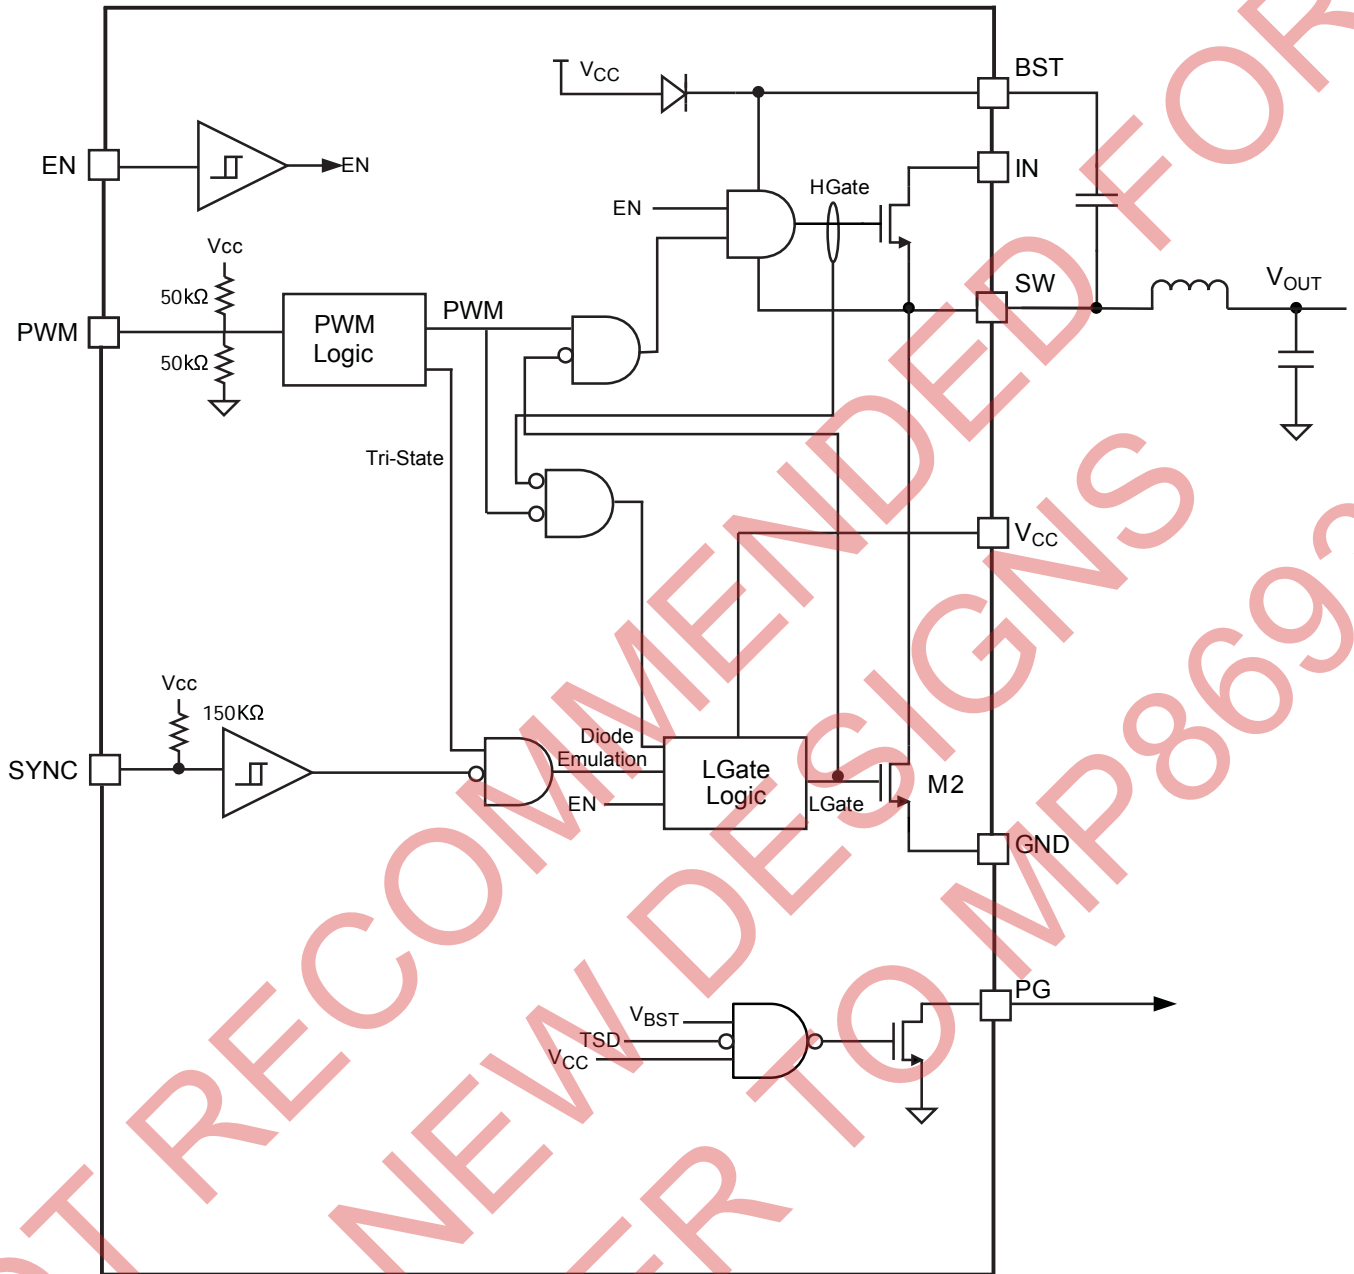 BST
VCC
IN
EN
EN
HGate
EN
Vcc
SW
VOUT
50kΩ
PWM
PWM
Logic
PWM
50kΩ
Tri-State
VCC
Vcc
150KΩ
SYNC
Diode
Emulation
LGate
Logic
M2
EN
LGate
GND
PG
VBST
TSD
VCC
OT RECOMMENDED FOR
NEW DESIGNS
ER TO MP869